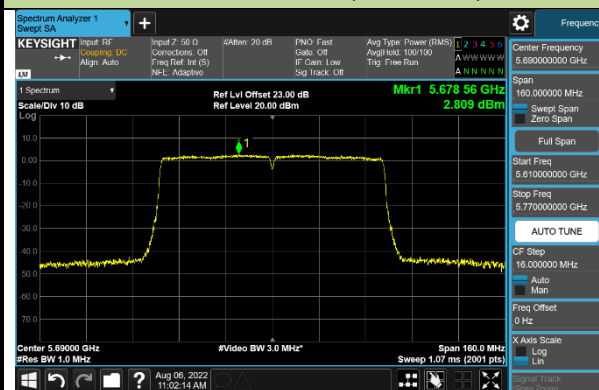 Spectrum Analyzer 1
Swept SA
+
Frequency
KEYSIGHT Input: RF
Coupling: DC
Align: Auto
LXI
Input Z: 50 Ω
Corrections: Off
Freq Ref: Int (S)
NFE: Adaptive
#Atten: 20 dB
PNO: Fast
Gate: Off
IF Gain: Low
Sig Track: Off
Avg Type: Power (RMS)
Avg|Hold: 100/100
Trig: Free Run
1 2 3 4 5 6
A W W W W W
A N N N N N
1 Spectrum
Scale/Div 10 dB
Log
Ref Lvl Offset 23.00 dB
Ref Level 20.00 dBm
Mkr1 5.678 56 GHz
2.809 dBm
1
10.0
0.00
-10.0
-20.0
-30.0
-40.0
-50.0
-60.0
-70.0
Center 5.69000 GHz
#Res BW 1.0 MHz
#Video BW 3.0 MHz*
Span 160.0 MHz
Sweep 1.07 ms (2001 pts)
Center Frequency
5.690000000 GHz
Span
160.000000 MHz
Swept Span
Zero Span
Full Span
Start Freq
5.610000000 GHz
Stop Freq
5.770000000 GHz
AUTO TUNE
CF Step
16.000000 MHz
Auto
Man
Freq Offset
0 Hz
X Axis Scale
Log
Lin
Signal Track
?
Aug 06, 2022
11:02:14 AM